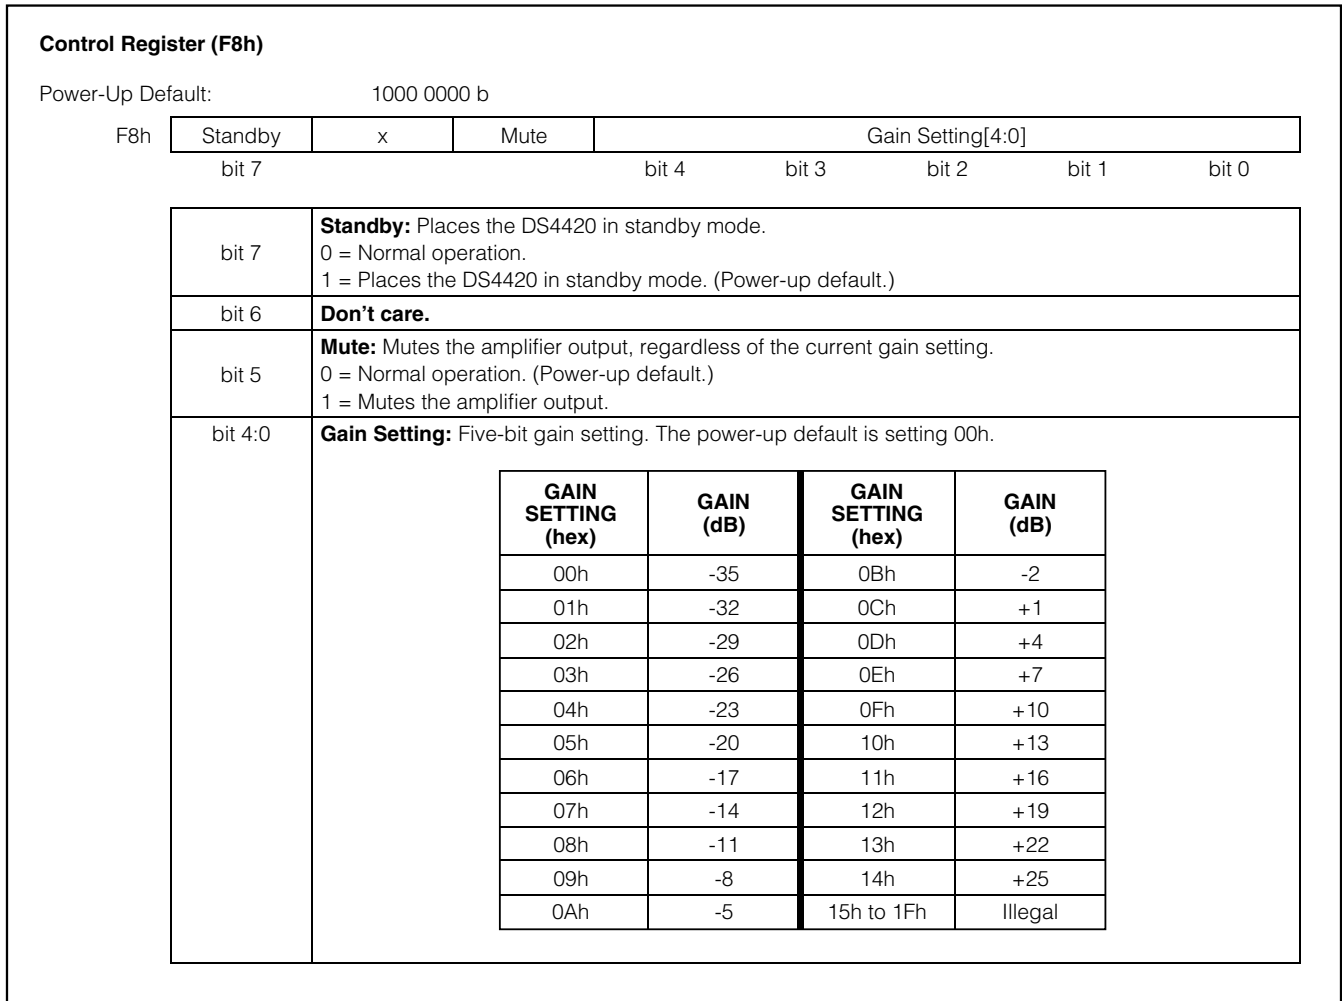 Control Register (F8h)
Power-Up Default: 1000 0000 b
F8h Standby x Mute Gain Setting[4:0]
bit 7 bit 4 bit 3 bit 2 bit 1 bit 0
bit 7
Standby: Places the DS4420 in standby mode.
0 = Normal operation.
1 = Places the DS4420 in standby mode. (Power-up default.)
bit 6 Don't care.
bit 5
Mute: Mutes the amplifier output, regardless of the current gain setting.
0 = Normal operation. (Power-up default.)
1 = Mutes the amplifier output.
bit 4:0 Gain Setting: Five-bit gain setting. The power-up default is setting 00h.
GAIN SETTING (hex) GAIN (dB) GAIN SETTING (hex) GAIN (dB)
00h -35 0Bh -2
01h -32 0Ch +1
02h -29 0Dh +4
03h -26 0Eh +7
04h -23 0Fh +10
05h -20 10h +13
06h -17 11h +16
07h -14 12h +19
08h -11 13h +22
09h -8 14h +25
0Ah -5 15h to 1Fh Illegal